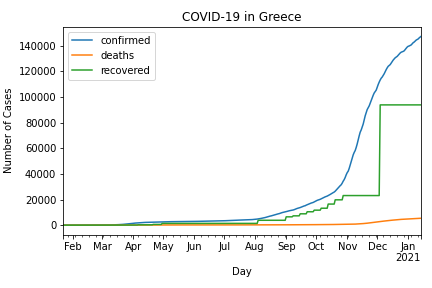 COVID-19 in Greece
confirmed
deaths
recovered
Number of Cases
140000
120000
100000
80000
60000
40000
20000
0
Feb Mar Apr May Jun Jul Aug Sep Oct Nov Dec Jan
2021
Day